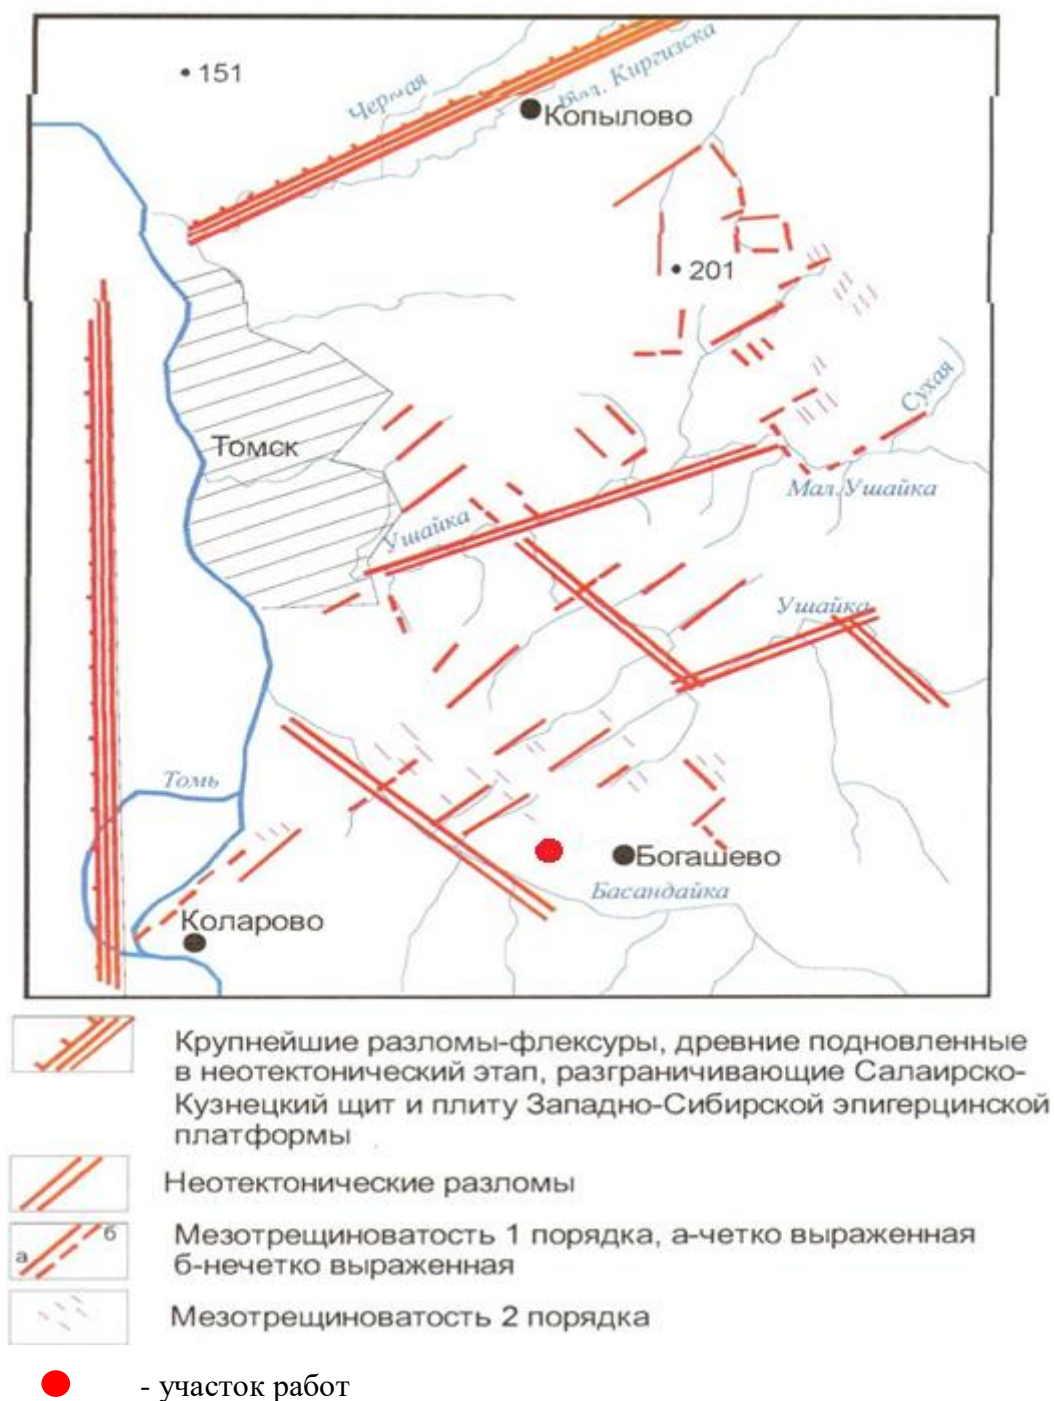 151
Черная
Бол. Киргизска
Копылово
201
Сухая
Томск
Мал. Ушайка
Ушайка
Ушайка
Томь
Богашево
Басандайка
Коларово
Крупнейшие разломы-флексуры, древние подновленные
в неотектонический этап, разграничивающие Салаирско-
Кузнецкий щит и плиту Западно-Сибирской эпигерцинской
платформы
Неотектонические разломы
а
б
Мезотрещиноватость 1 порядка, а-четко выраженная
б-нечетко выраженная
Мезотрещиноватость 2 порядка
- участок работ